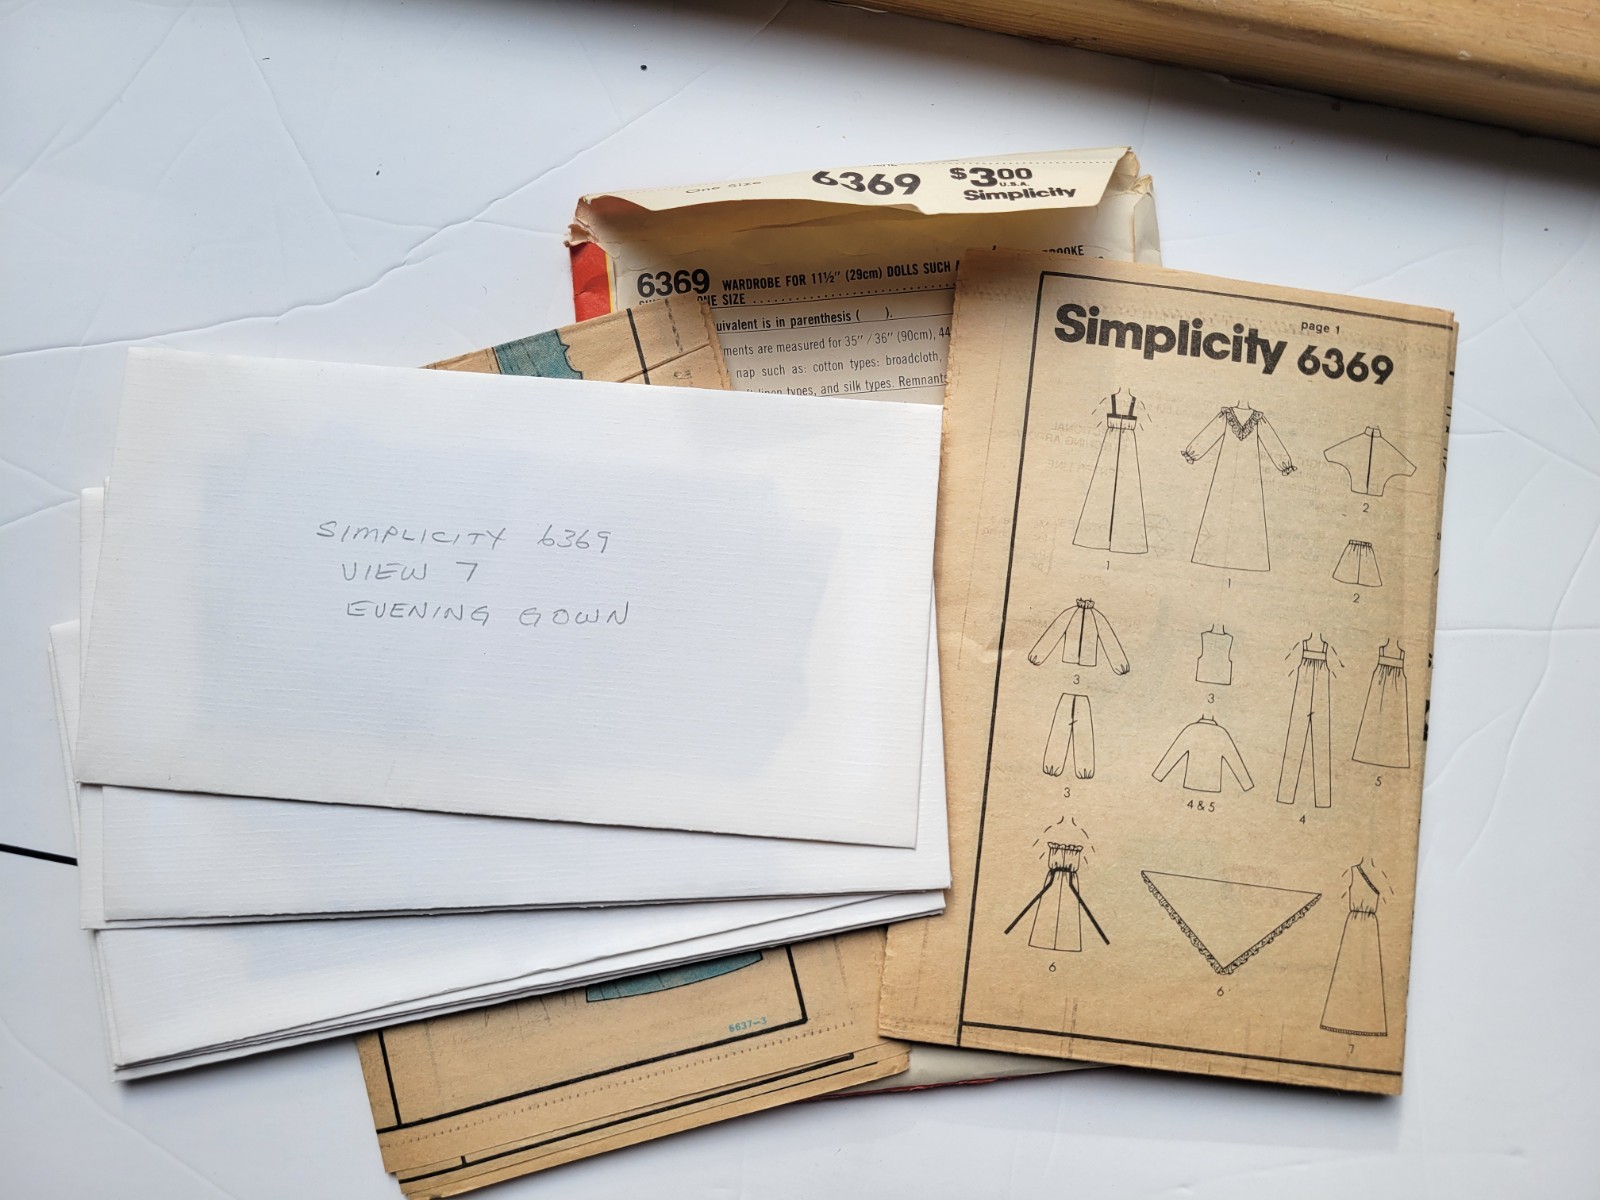 One Size 6369 $3.00
U.S.A.
Simplicity
6369 WARDROBE FOR 11½" (29cm) DOLLS SUCH
ONE SIZE
is in parenthesis ( ).
are measured for 35" / 36" (90cm), 44
nap such as: cotton types: broadcloth,
types, and silk types. Remnants
SIMPLICITY 6369
VIEW 7
EVENING GOWN
page 1
Simplicity 6369
1
1
2
2
3
3
3
4 & 5
4
5
6
6
7
6637-3